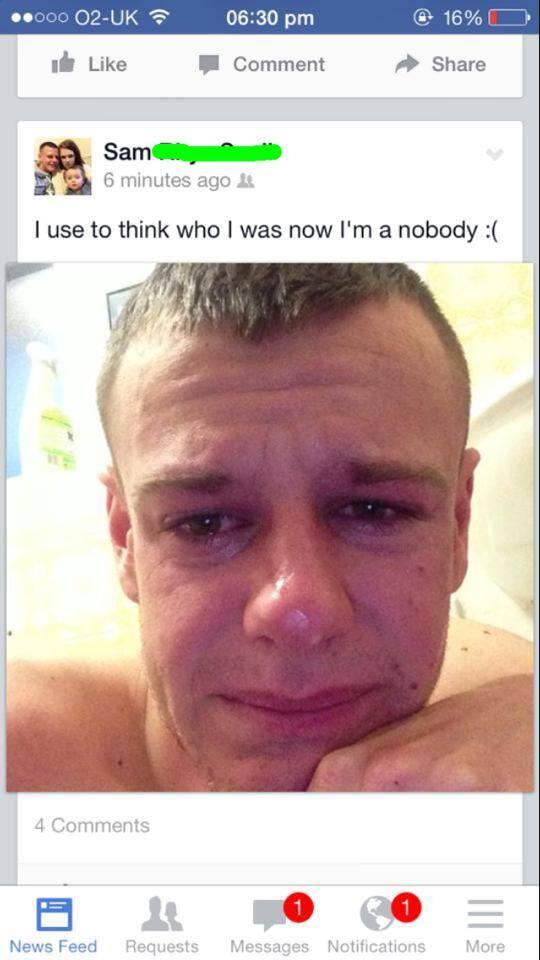 O2-UK 06:30 pm 16%
Like Comment Share
Sam
6 minutes ago
I use to think who I was now I'm a nobody :(
4 Comments
1 1
News Feed Requests Messages Notifications More